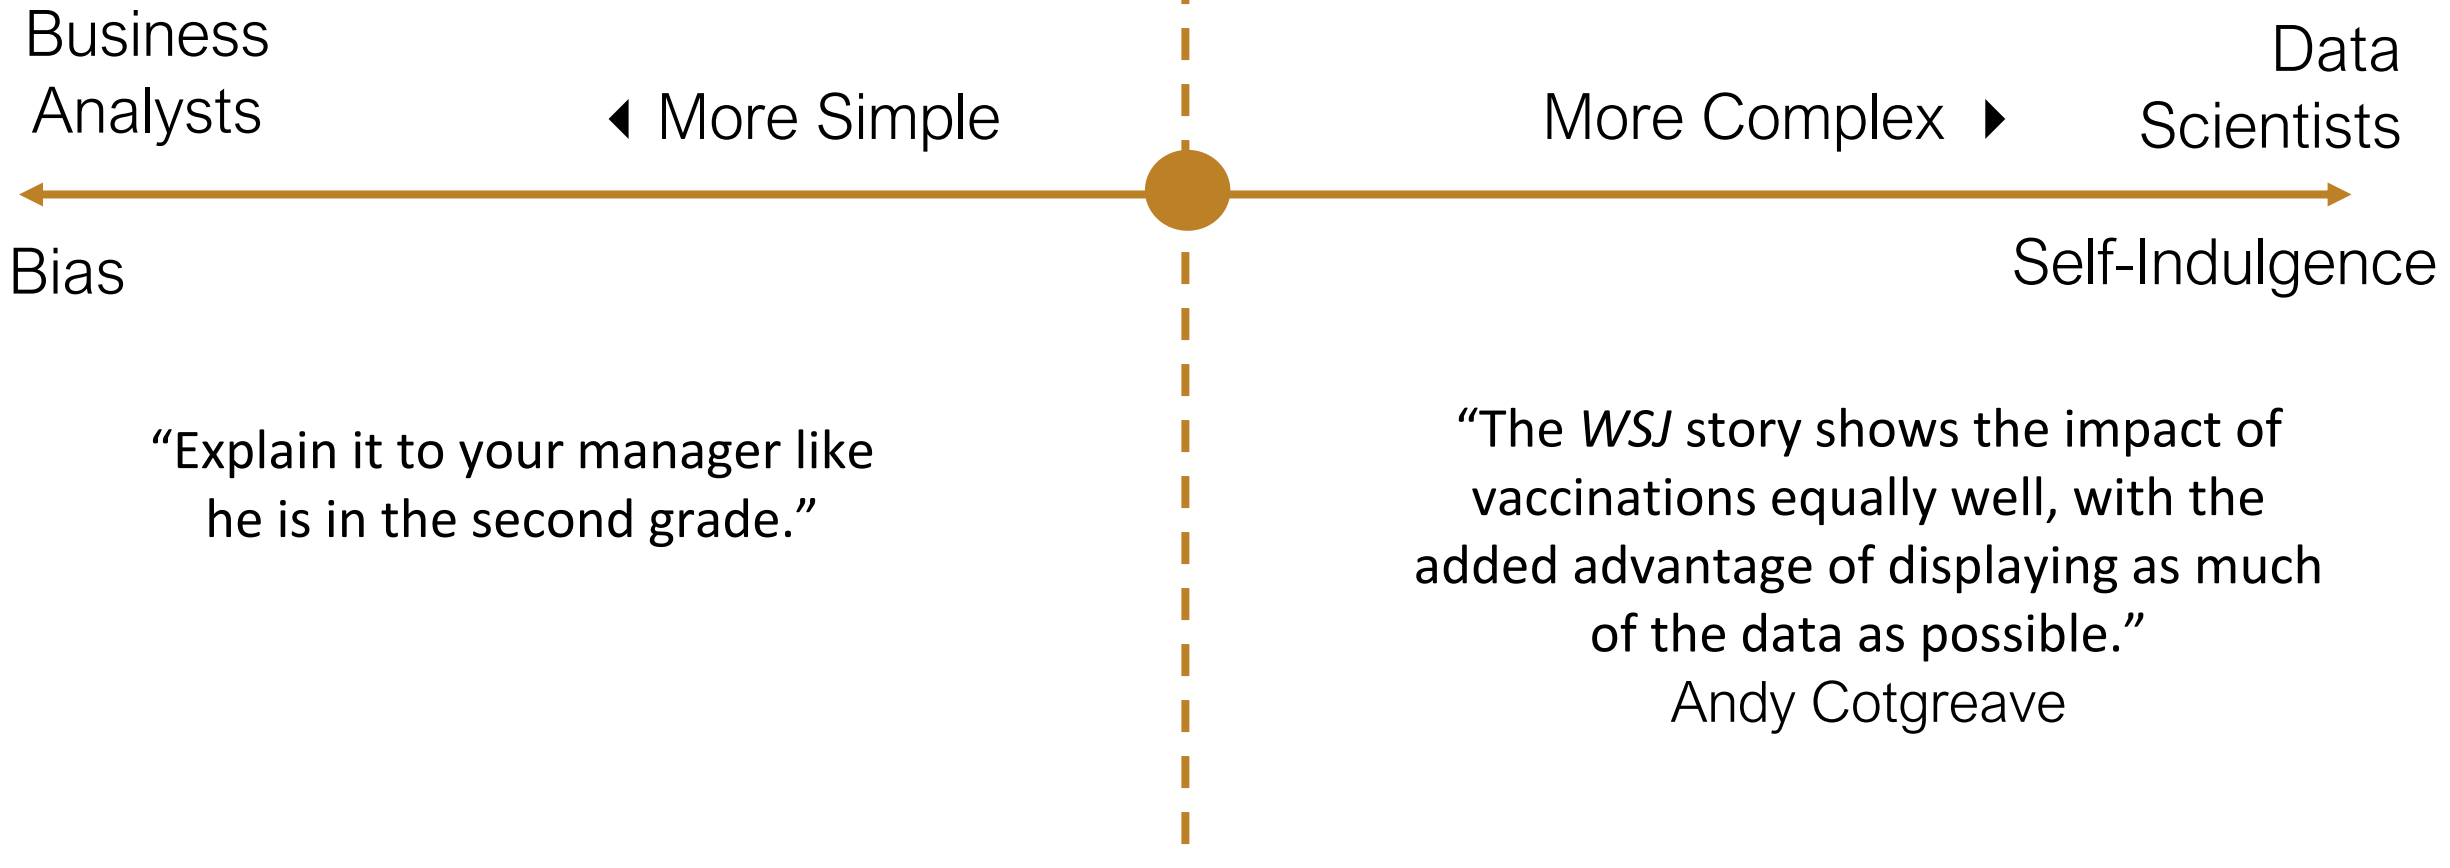 Business
Analysts
More Simple
More Complex
Data
Scientists
Bias
Self-Indulgence
“Explain it to your manager like
he is in the second grade.”
“The WSJ story shows the impact of
vaccinations equally well, with the
added advantage of displaying as much
of the data as possible.”
Andy Cotgreave